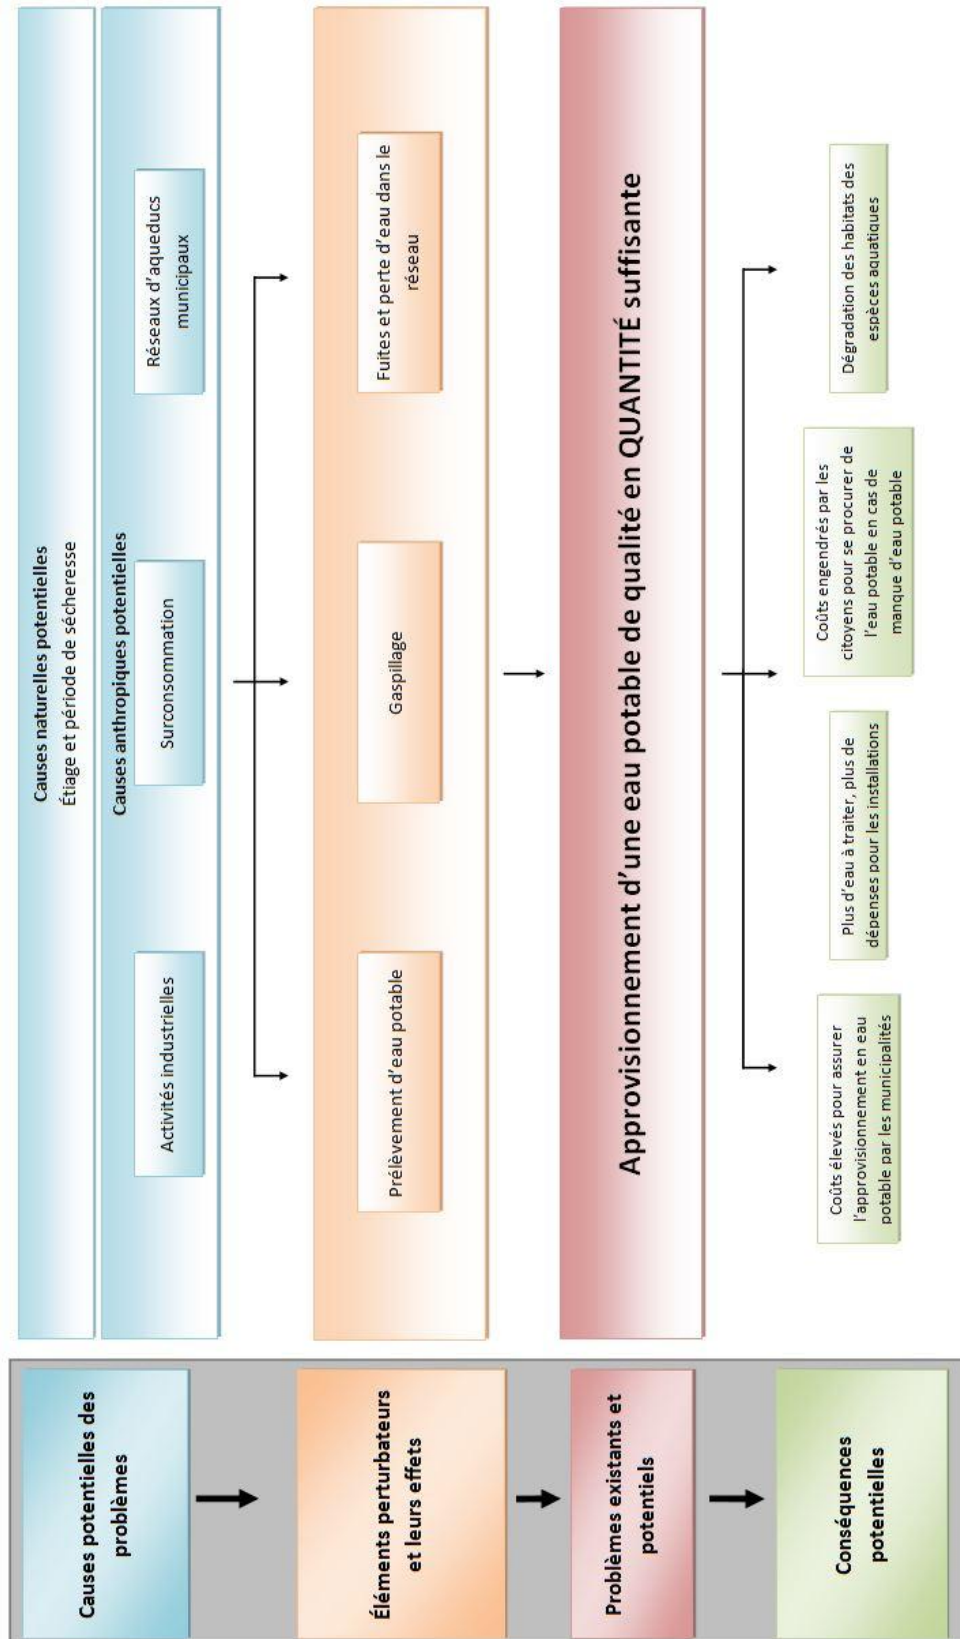 Causes potentielles des
problèmes
Causes naturelles potentielles
Étiage et période de sécheresse
Causes anthropiques potentielles
Activités industrielles
Surconsommation
Réseaux d'aqueducs
municipaux
Éléments perturbateurs
et leurs effets
Prélèvement d'eau potable
Gaspillage
Fuites et perte d'eau dans le
réseau
Problèmes existants et
potentiels
Approvisionnement d'une eau potable de qualité en QUANTITÉ suffisante
Conséquences
potentielles
Coûts élevés pour assurer
l'approvisionnement en eau
potable par les municipalités
Plus d'eau à traiter, plus de
dépenses pour les installations
Coûts engendrés par les
citoyens pour se procurer de
l'eau potable en cas de
manque d'eau potable
Dégradation des habitats des
espèces aquatiques